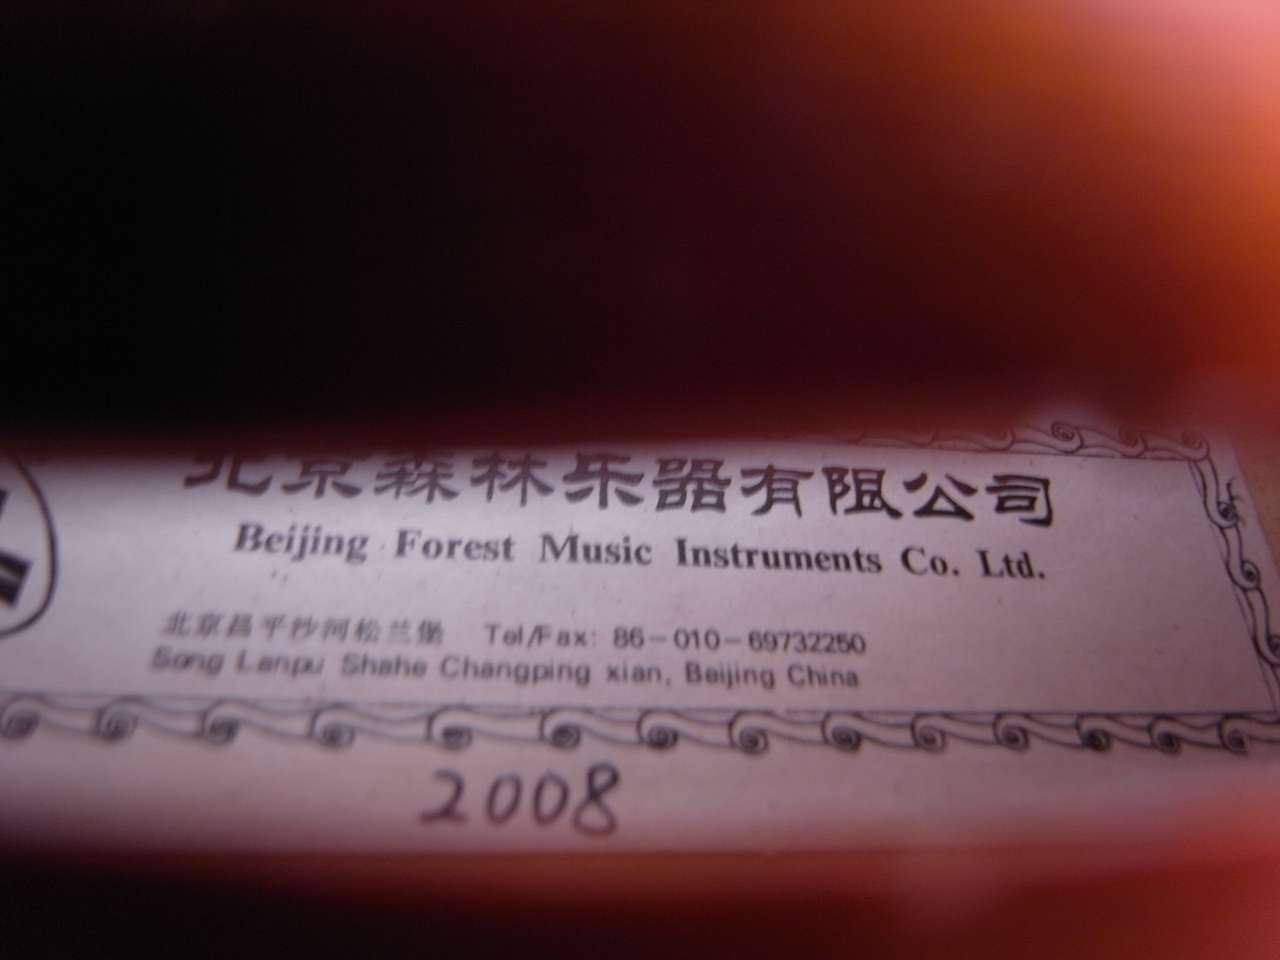 北京森林乐器有限公司
Beijing Forest Music Instruments Co. Ltd.
北京昌平沙河松兰堡 Tel/Fax: 86-010-69732250
Song Lanpu Shahe Changping xian, Beijing China
2008